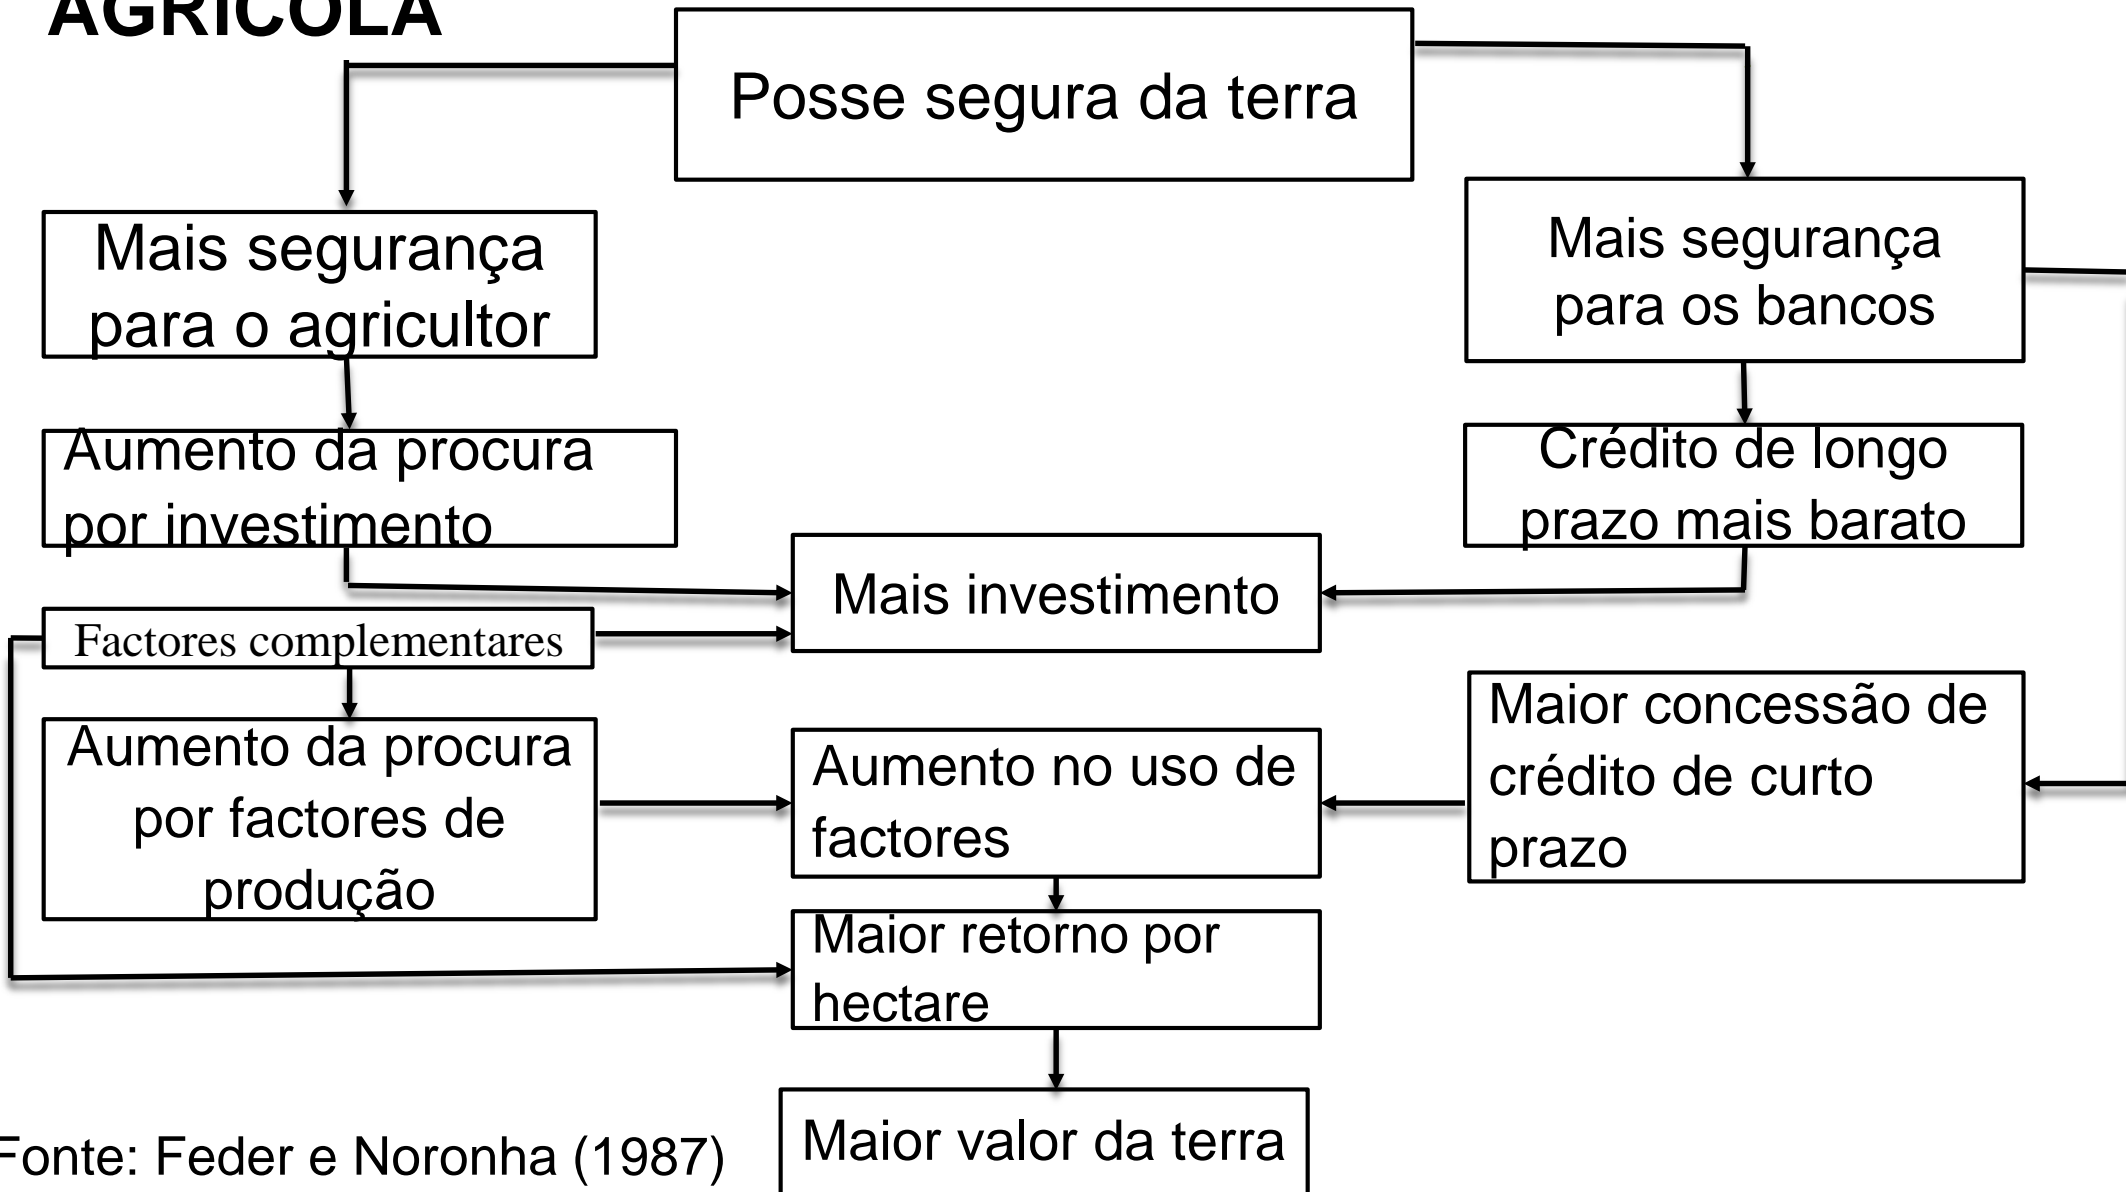 AGRÍCOLA
Posse segura da terra
Mais segurança
para o agricultor
Mais segurança
para os bancos
Aumento da procura
por investimento
Crédito de longo
prazo mais barato
Mais investimento
Factores complementares
Aumento da procura
por factores de
produção
Aumento no uso de
factores
Maior concessão de
crédito de curto
prazo
Maior retorno por
hectare
Maior valor da terra
Fonte: Feder e Noronha (1987)